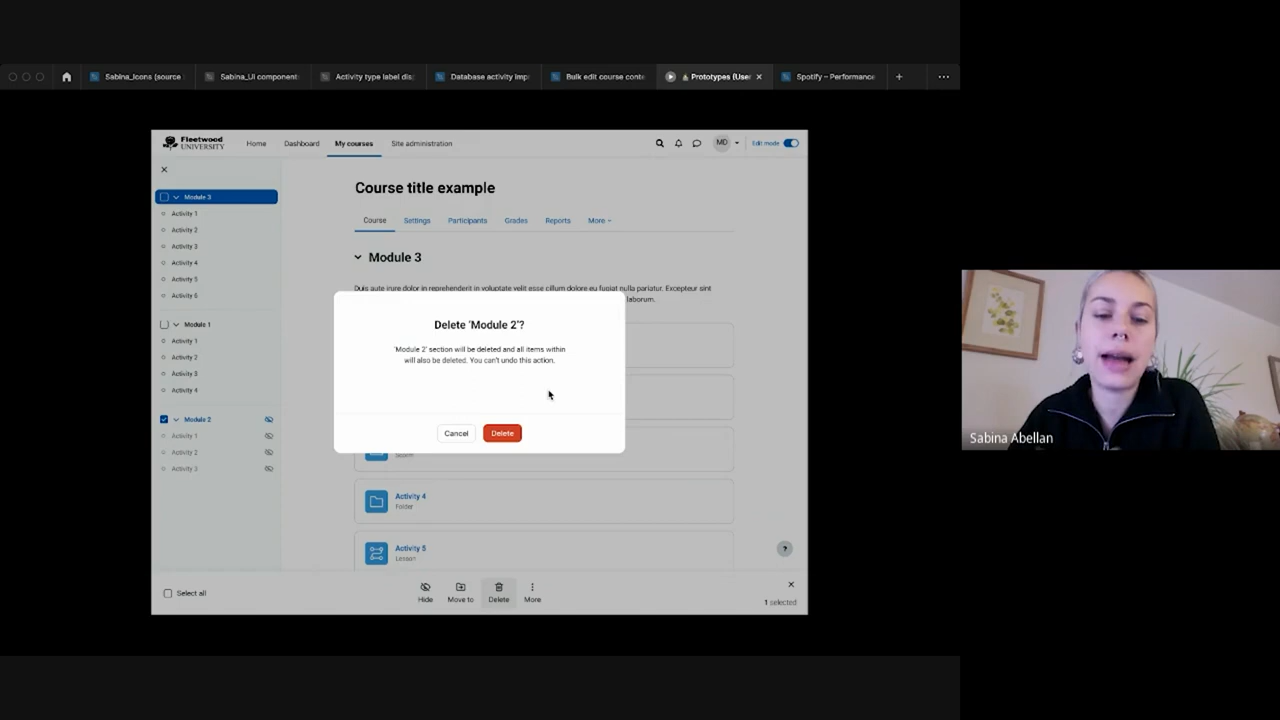 Sabina_Icons (source
Sabina_UI component
Activity type label dis
Database activity imp
Bulk edit course conte
Prototypes (User
Spotify – Performance
Fleetwood
UNIVERSITY
Home
Dashboard
My courses
Site administration
MD
Edit mode
Module 3
Activity 1
Activity 2
Activity 3
Activity 4
Activity 5
Activity 6
Module 1
Activity 1
Activity 2
Activity 3
Activity 4
Module 2
Activity 1
Activity 2
Activity 3
Course title example
Course
Settings
Participants
Grades
Reports
More
Module 3
Duis aute irure dolor in reprehenderit in voluptate velit esse cillum dolore eu fugiat nulla pariatur. Excepteur sint
laborum.
Delete 'Module 2'?
'Module 2' section will be deleted and all items within
will also be deleted. You can't undo this action.
Cancel
Delete
Activity 4
Folder
Activity 5
Lesson
?
Select all
Hide
Move to
Delete
More
1 selected
Sabina Abellan